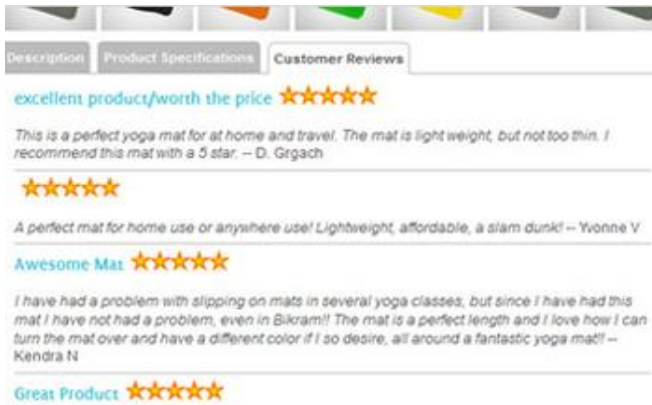 Description Product Specifications Customer Reviews
excellent product/worth the price
This is a perfect yoga mat for at home and travel. The mat is light weight, but not too thin. I
recommend this mat with a 5 star. -- D. Grgach
A perfect mat for home use or anywhere use! Lightweight, affordable, a slam dunk! -- Yvonne V
Awesome Mat
I have had a problem with slipping on mats in several yoga classes, but since I have had this
mat I have not had a problem, even in Bikram!! The mat is a perfect length and I love how I can
turn the mat over and have a different color if I so desire, all around a fantastic yoga mat!! --
Kendra N
Great Product